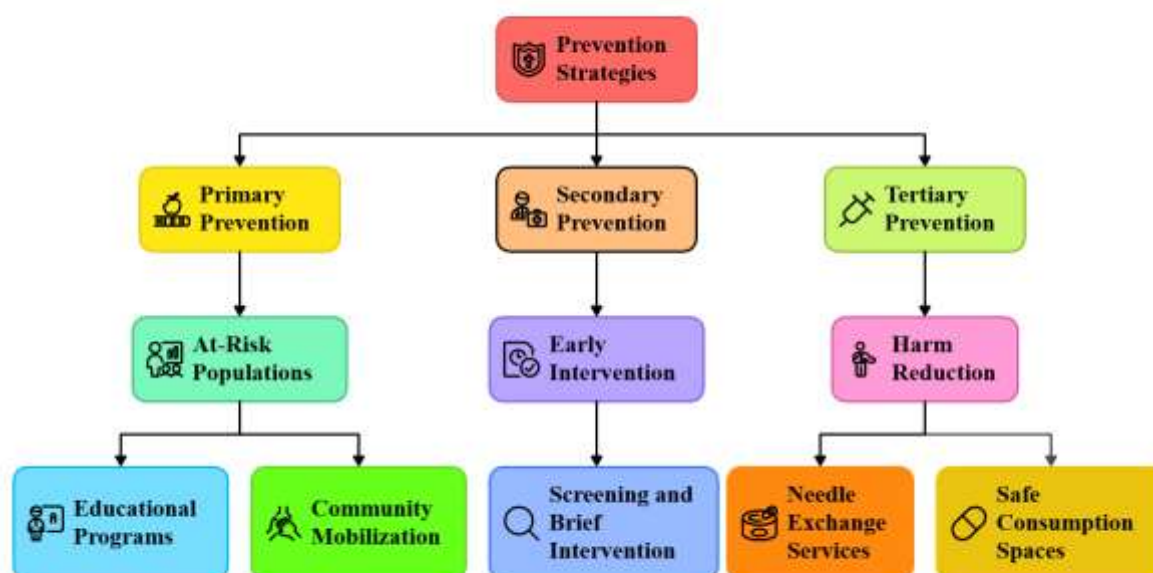 Prevention
Strategies
Primary
Prevention
Secondary
Prevention
Tertiary
Prevention
At-Risk
Populations
Early
Intervention
Harm
Reduction
Educational
Programs
Community
Mobilization
Screening and
Brief
Intervention
Needle
Exchange
Services
Safe
Consumption
Spaces